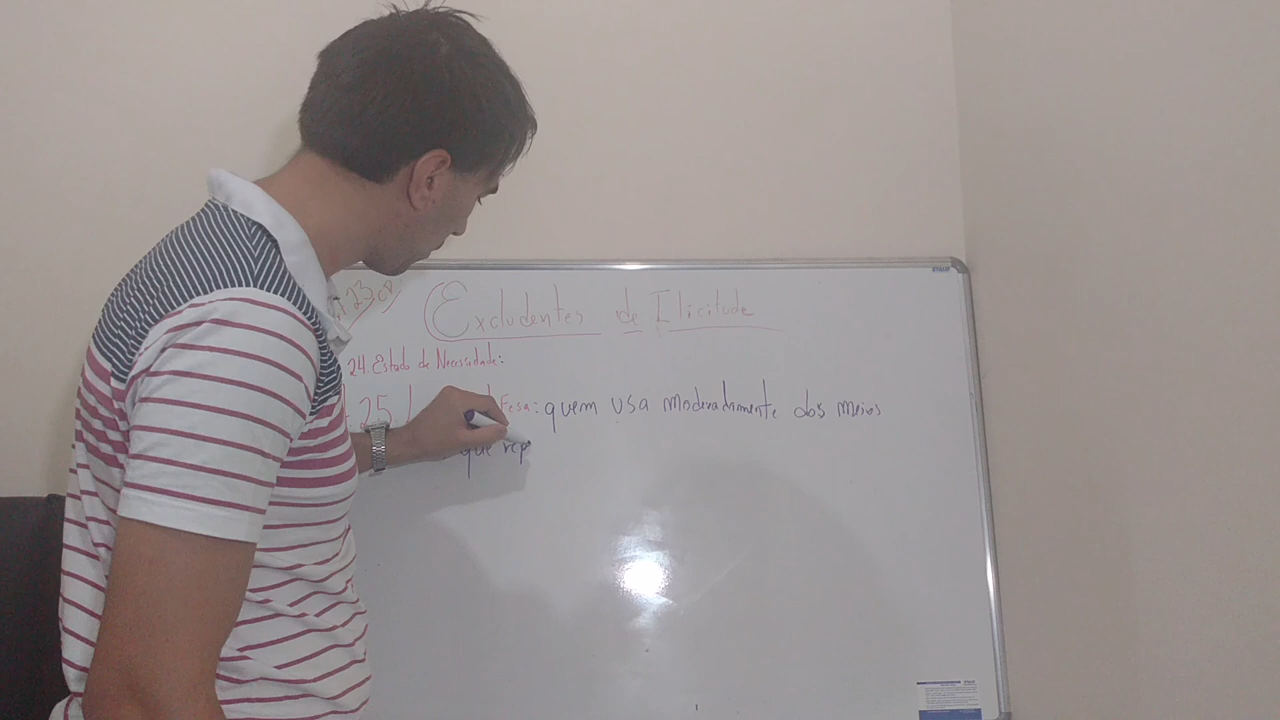 Excludentes de Ilicitude
24. Estado de Necessidade:
25 fesa: quem usa moderadamente dos meios
que rep